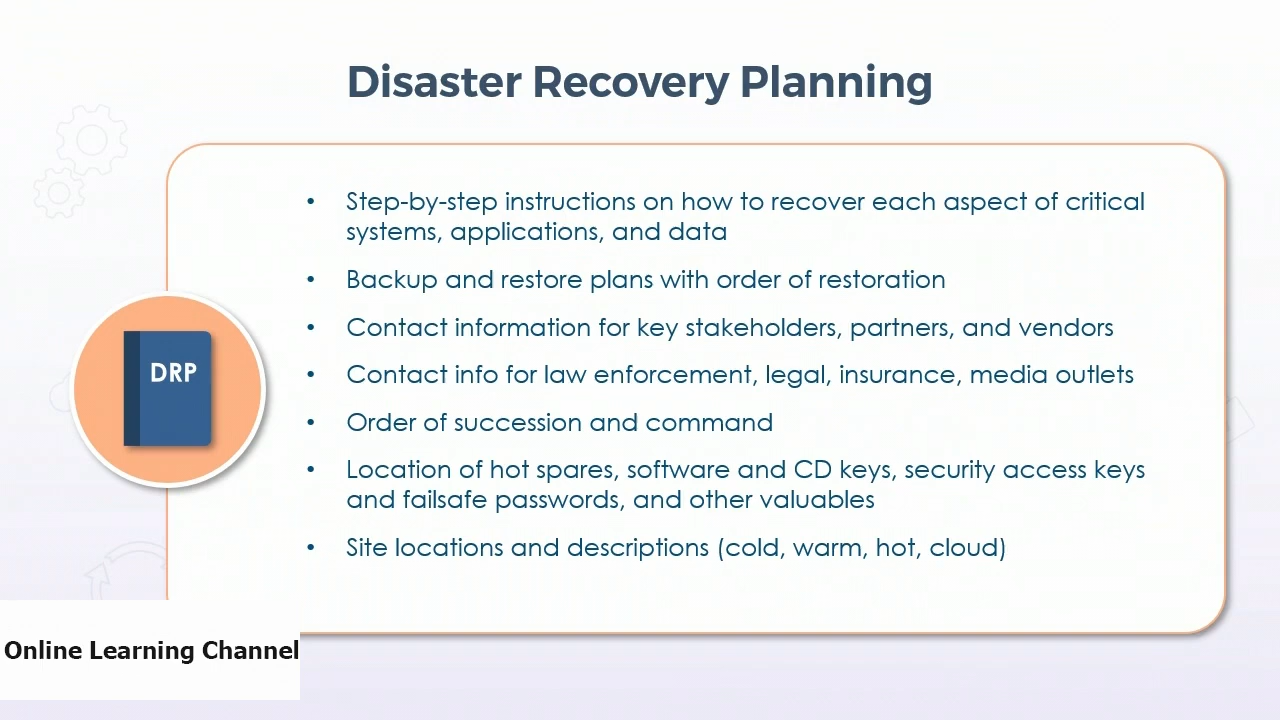 Disaster Recovery Planning
• Step-by-step instructions on how to recover each aspect of critical
systems, applications, and data
• Backup and restore plans with order of restoration
• Contact information for key stakeholders, partners, and vendors
• Contact info for law enforcement, legal, insurance, media outlets
• Order of succession and command
• Location of hot spares, software and CD keys, security access keys
and failsafe passwords, and other valuables
• Site locations and descriptions (cold, warm, hot, cloud)
DRP
Online Learning Channel